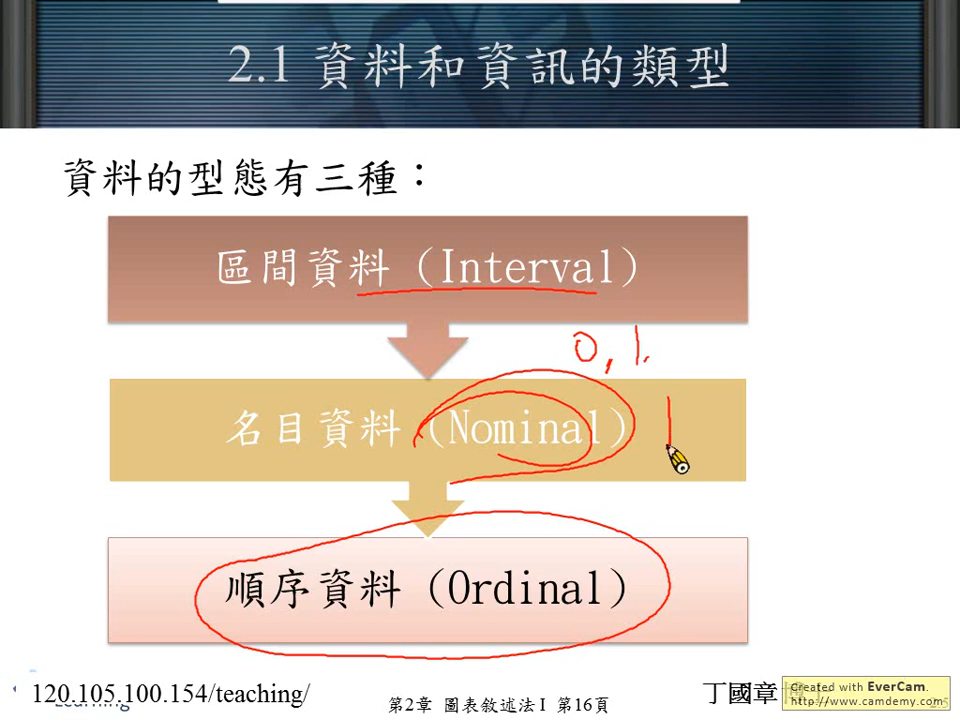 2.1 資料和資訊的類型
資料的型態有三種：
區間資料（Interval）
0, 1.
名目資料（Nominal）
順序資料（Ordinal）
120.105.100.154/teaching/
Learning
第2章 圖表敘述法 I 第16頁
丁國章
Created with EverCam.
http://www.camdemy.com